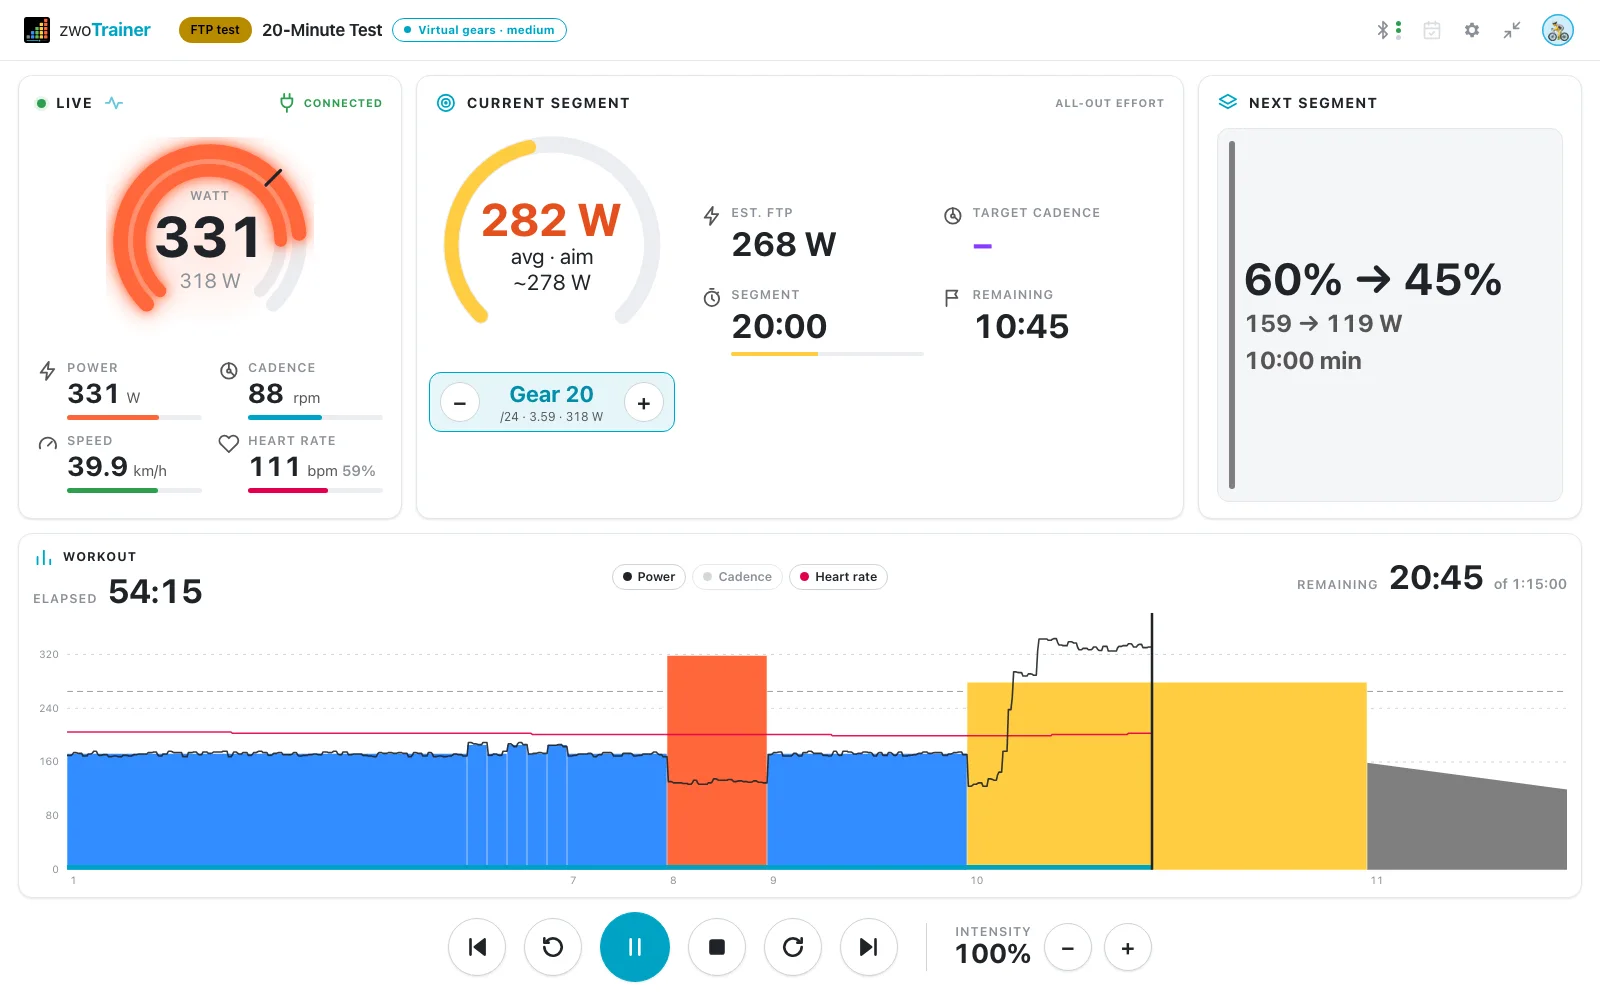 zwoTrainer
FTP test
20-Minute Test
Virtual gears · medium
LIVE
CONNECTED
WATT
331
318 W
POWER
331 W
CADENCE
88 rpm
SPEED
39.9 km/h
HEART RATE
111 bpm 59%
CURRENT SEGMENT
ALL-OUT EFFORT
282 W
avg · aim
~278 W
EST. FTP
268 W
TARGET CADENCE
–
SEGMENT
20:00
REMAINING
10:45
−
Gear 20
/24 · 3.59 · 318 W
+
NEXT SEGMENT
60% → 45%
159 → 119 W
10:00 min
WORKOUT
ELAPSED 54:15
Power
Cadence
Heart rate
REMAINING 20:45 of 1:15:00
320
240
160
80
0
1 7 8 9 10 11
INTENSITY
100%
−
+